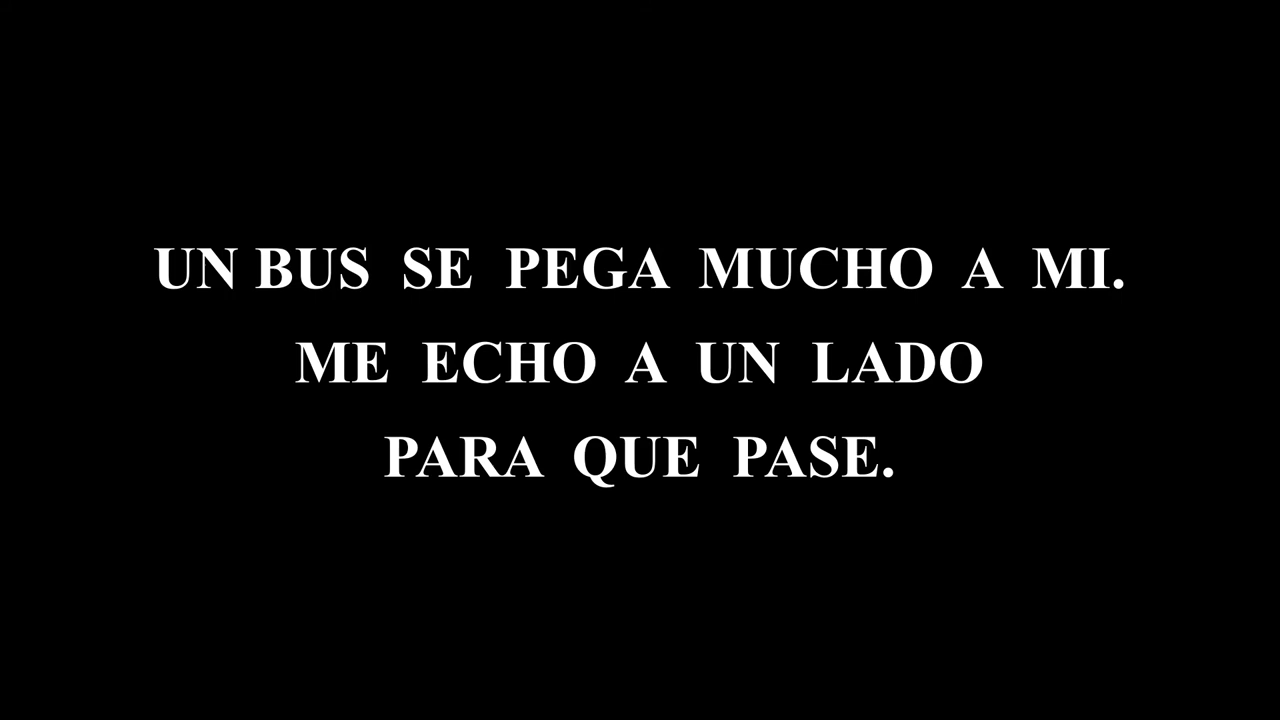 UN BUS SE PEGA MUCHO A MI.
ME ECHO A UN LADO
PARA QUE PASE.